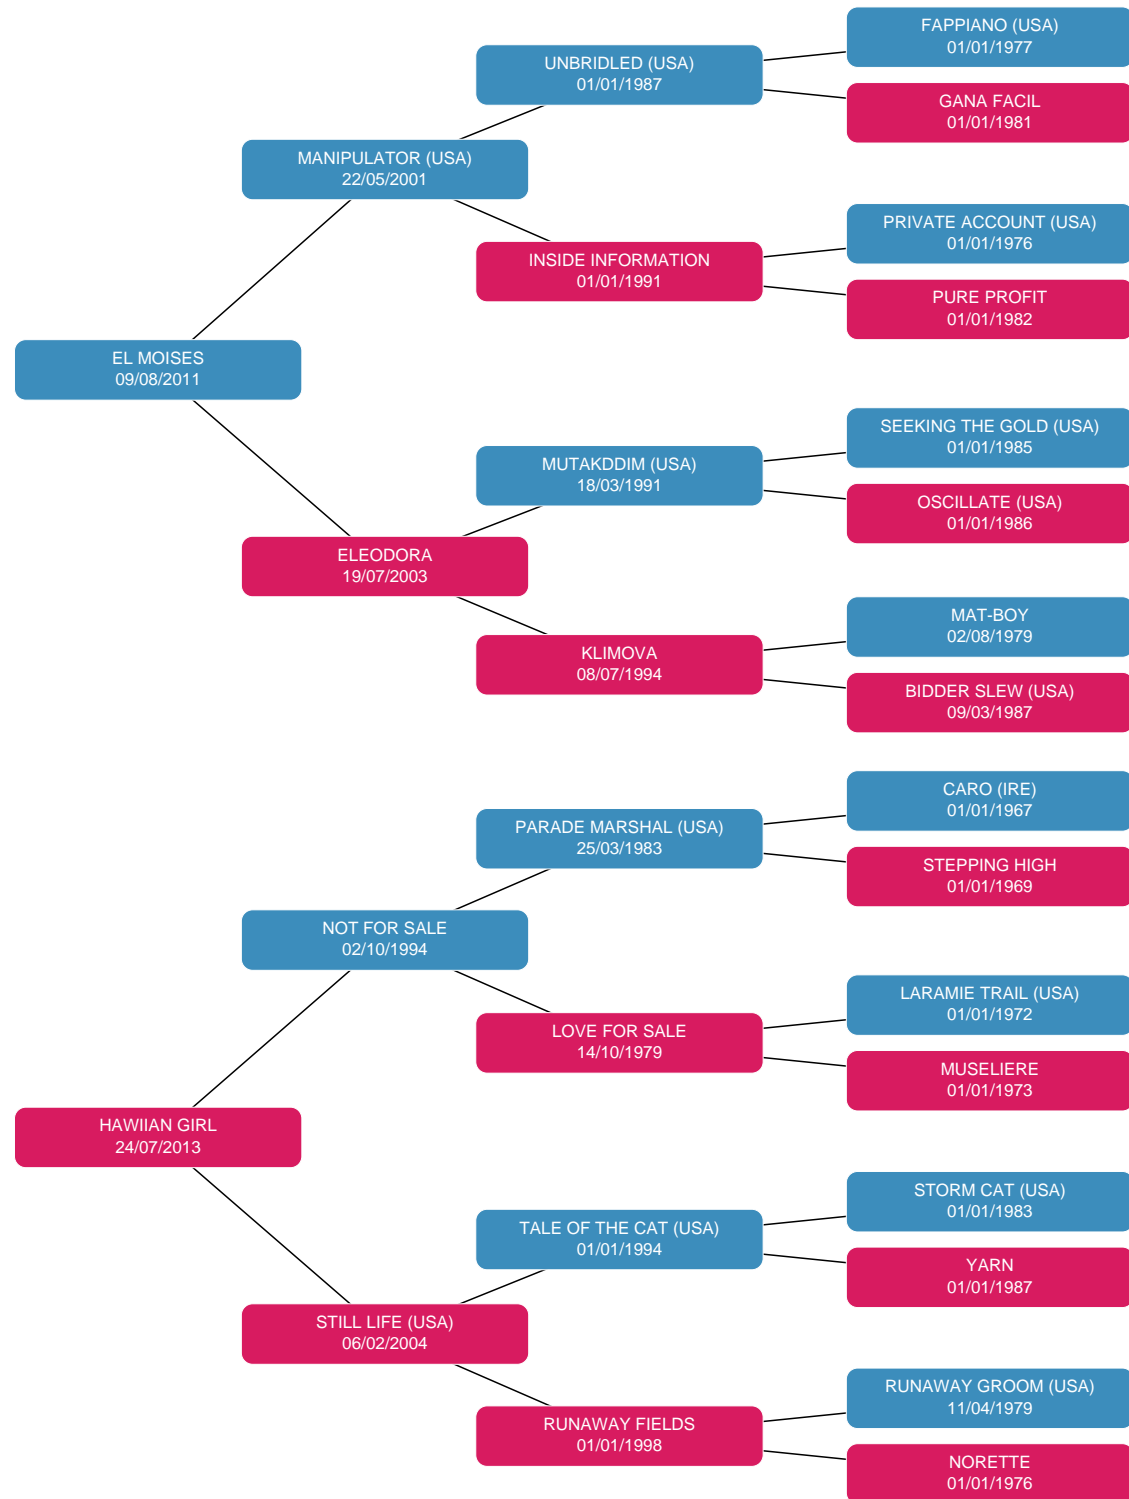 FAPPIANO (USA)
01/01/1977
UNBRIDLED (USA)
01/01/1987
GANA FACIL
01/01/1981
MANIPULATOR (USA)
22/05/2001
PRIVATE ACCOUNT (USA)
01/01/1976
INSIDE INFORMATION
01/01/1991
PURE PROFIT
01/01/1982
EL MOISES
09/08/2011
SEEKING THE GOLD (USA)
01/01/1985
MUTAKDDIM (USA)
18/03/1991
OSCILLATE (USA)
01/01/1986
ELEODORA
19/07/2003
MAT-BOY
02/08/1979
KLIMOVA
08/07/1994
BIDDER SLEW (USA)
09/03/1987
CARO (IRE)
01/01/1967
PARADE MARSHAL (USA)
25/03/1983
STEPPING HIGH
01/01/1969
NOT FOR SALE
02/10/1994
LARAMIE TRAIL (USA)
01/01/1972
LOVE FOR SALE
14/10/1979
MUSELIERE
01/01/1973
HAWIIAN GIRL
24/07/2013
STORM CAT (USA)
01/01/1983
TALE OF THE CAT (USA)
01/01/1994
YARN
01/01/1987
STILL LIFE (USA)
06/02/2004
RUNAWAY GROOM (USA)
11/04/1979
RUNAWAY FIELDS
01/01/1998
NORETTE
01/01/1976